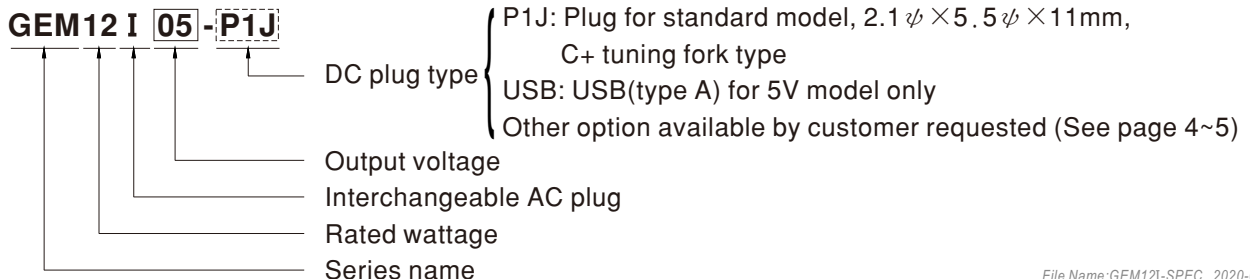 GEM12 I 05 -P1J
P1J: Plug for standard model, 2.1ψ×5.5ψ×11mm,
C+ tuning fork type
DC plug type
USB: USB(type A) for 5V model only
Other option available by customer requested (See page 4~5)
Output voltage
Interchangeable AC plug
Rated wattage
Series name
File Name:GEM12I-SPEC 2020-